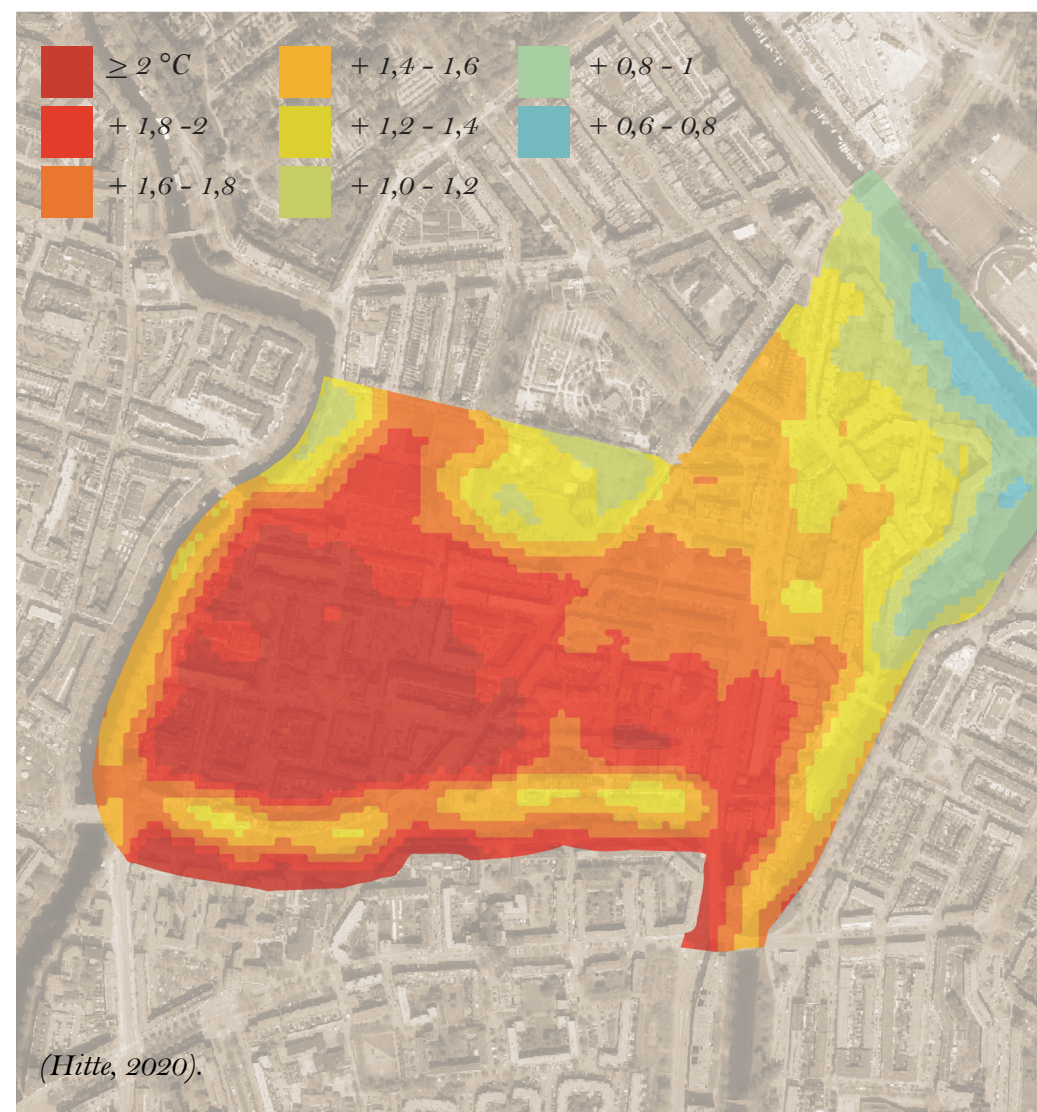 ≥ 2 °C
+ 1,8 -2
+ 1,6 - 1,8
+ 1,4 - 1,6
+ 1,2 - 1,4
+ 1,0 - 1,2
+ 0,8 - 1
+ 0,6 - 0,8
(Hitte, 2020).